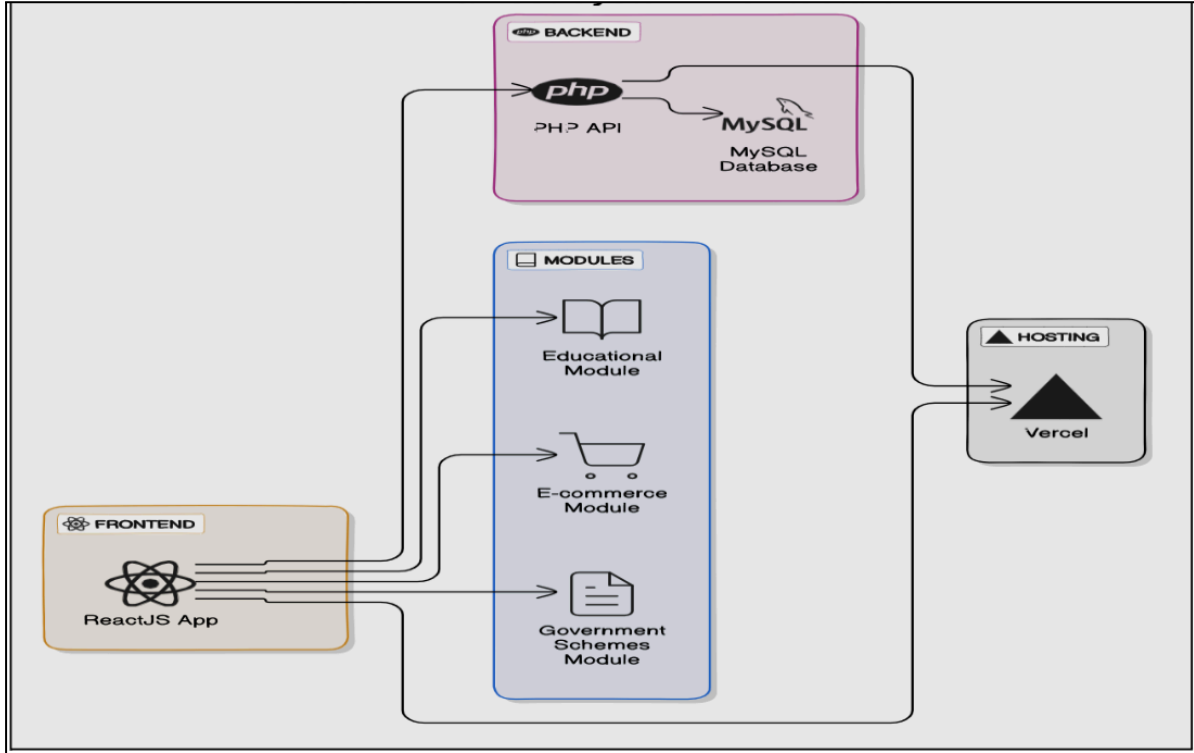 BACKEND
php
PHP API
MySQL
MySQL
Database
MODULES
Educational
Module
E-commerce
Module
Government
Schemes
Module
HOSTING
Vercel
FRONTEND
ReactJS App